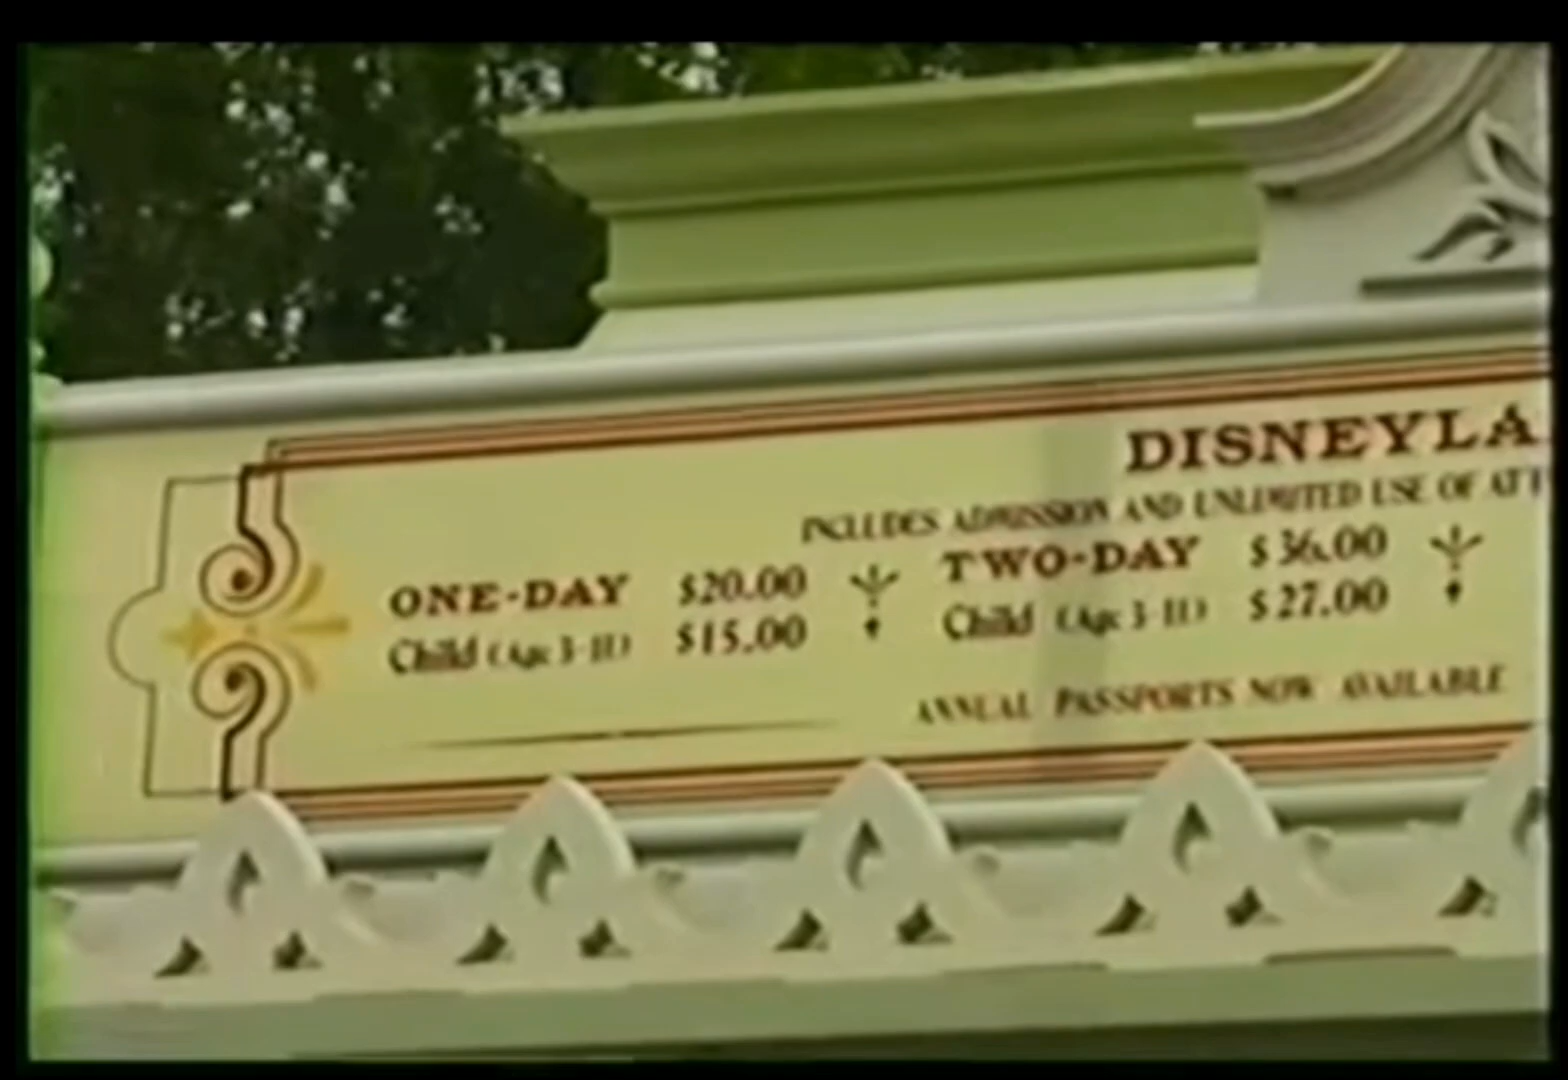 DISNEYLA
INCLUDES ADMISSION AND UNLIMITED USE OF AT
ONE-DAY $20.00 TWO-DAY $36.00
Child (Age 3-11) $15.00 Child (Age 3-11) $27.00
ANNUAL PASSPORTS NOW AVAILABLE